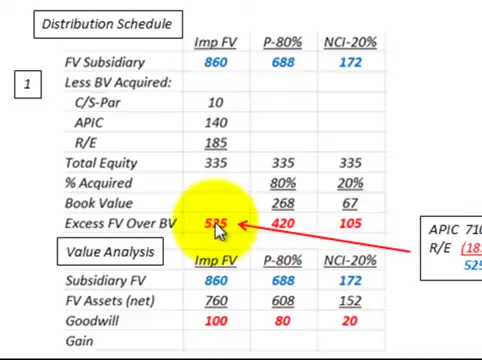 Distribution Schedule
Imp FV P-80% NCI-20%
FV Subsidiary 860 688 172
1
Less BV Acquired:
C/S-Par 10
APIC 140
R/E 185
Total Equity 335 335 335
% Acquired 80% 20%
Book Value 268 67
Excess FV Over BV 525 420 105
APIC 710
R/E (185
525
Value Analysis
Imp FV P-80% NCI-20%
Subsidiary FV 860 688 172
FV Assets (net) 760 608 152
Goodwill 100 80 20
Gain